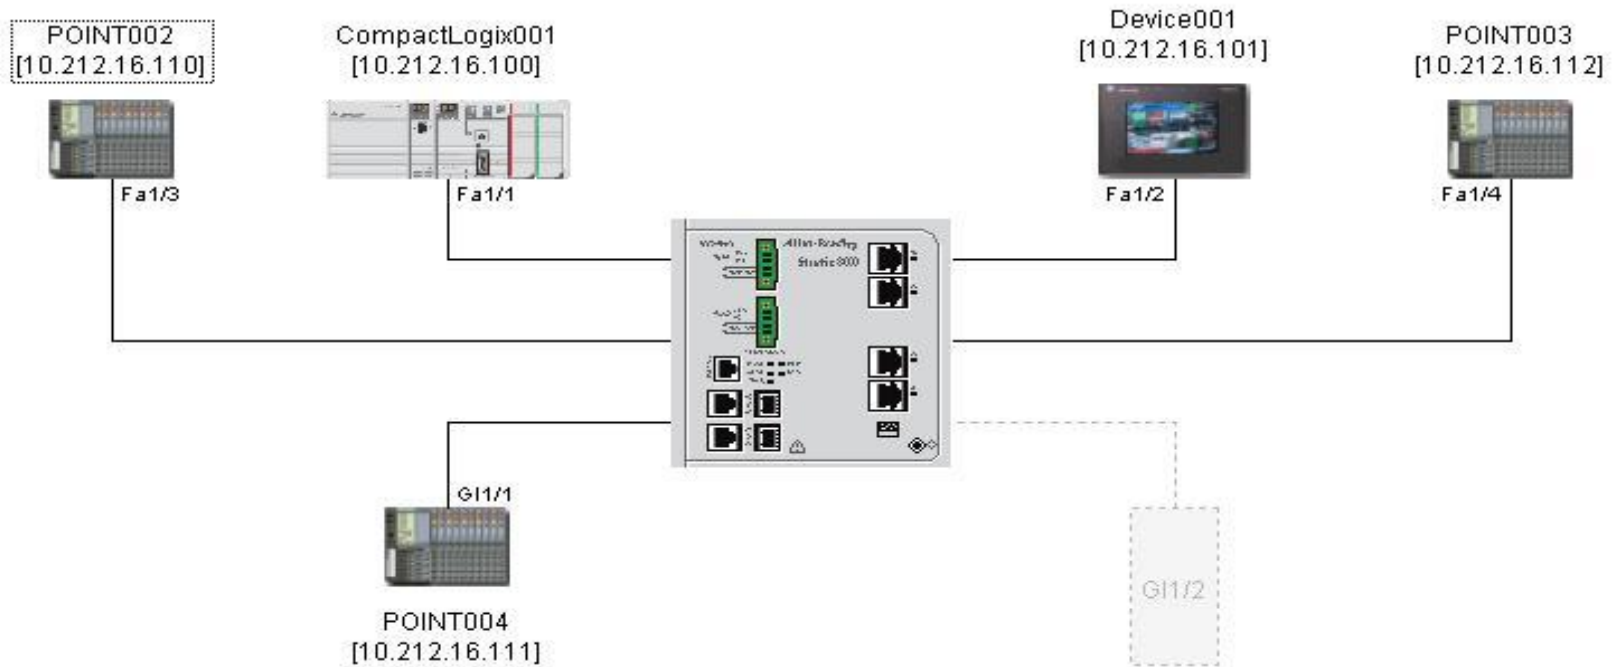 POINT002
[10.212.16.110]
CompactLogix001
[10.212.16.100]
Device001
[10.212.16.101]
POINT003
[10.212.16.112]
Fa1/3
Fa1/1
Fa1/2
Fa1/4
Allen-Bradley
Stratix 8000
GI1/1
GI1/2
POINT004
[10.212.16.111]